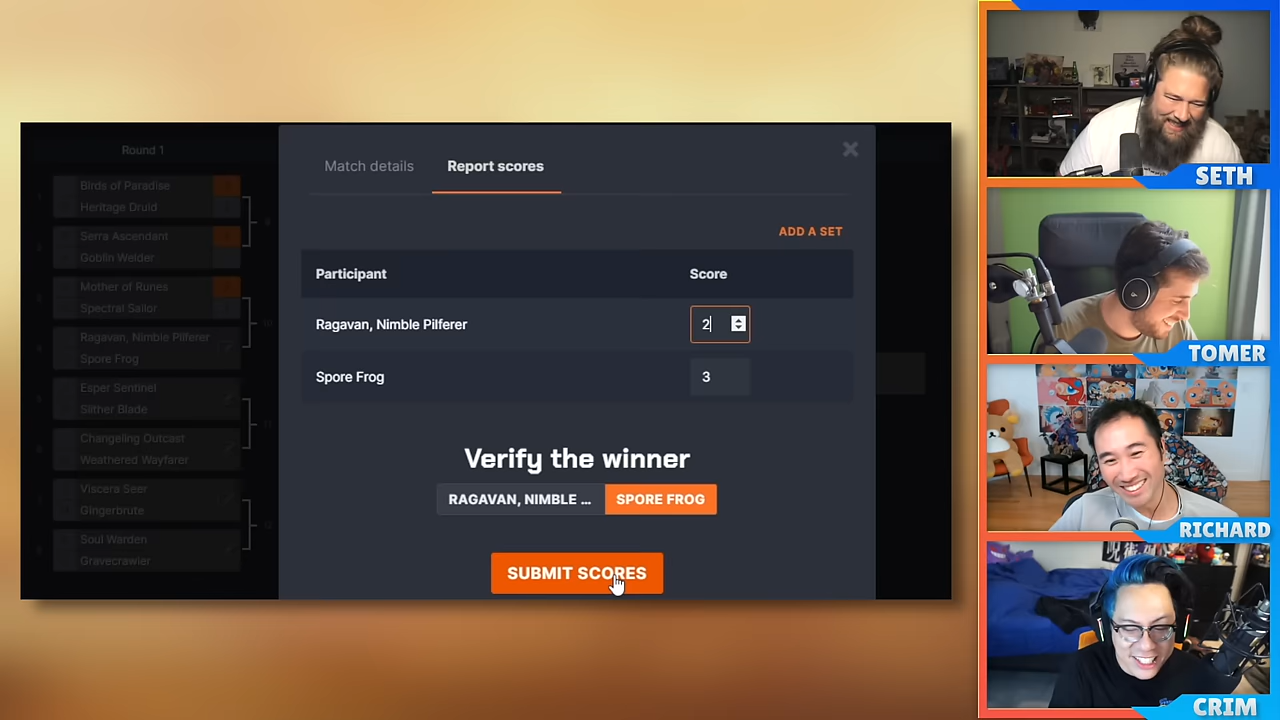 Round 1
Birds of Paradise
Heritage Druid
Serra Ascendant
Goblin Welder
Mother of Runes
Spectral Sailor
Ragavan, Nimble Pilferer
Spore Frog
Esper Sentinel
Slither Blade
Changeling Outcast
Weathered Wayfarer
Viscera Seer
Gingerbrute
Soul Warden
Gravecrawler
Match details
Report scores
ADD A SET
Participant Score
Ragavan, Nimble Pilferer 2
Spore Frog 3
Verify the winner
RAGAVAN, NIMBLE ... SPORE FROG
SUBMIT SCORES
SETH
TOMER
RICHARD
CRIM